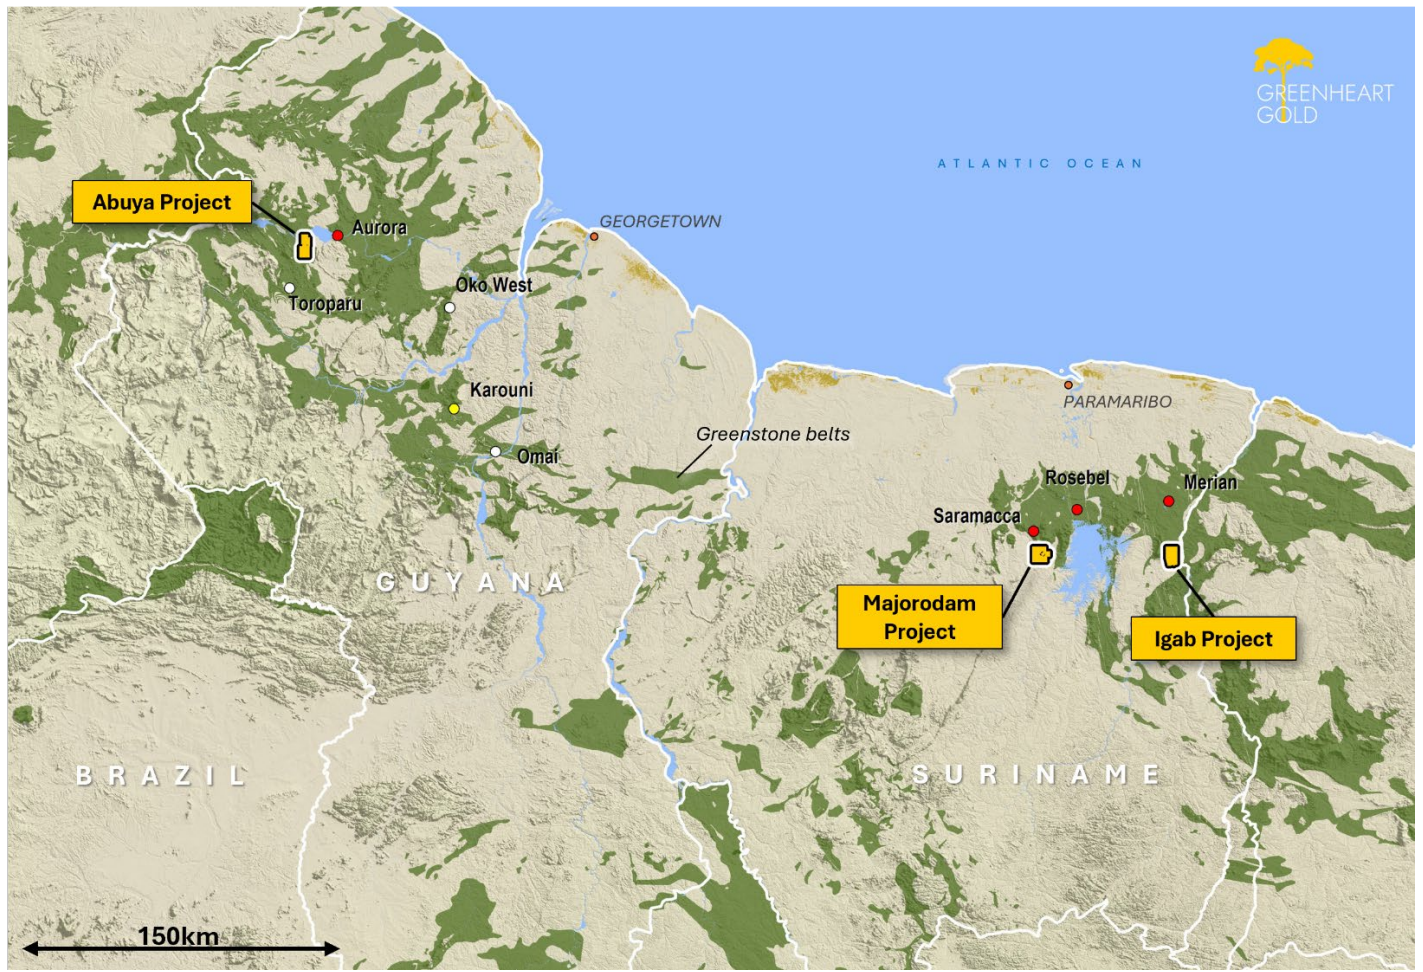 GREENHEART
GOLD
ATLANTIC OCEAN
Abuya Project
Aurora
GEORGETOWN
Toroparu
Oko West
Karouni
PARAMARIBO
Greenstone belts
Omai
Rosebel
Merian
Saramacca
GUYANA
Majorodam
Project
Igab Project
BRAZIL
SURINAME
150km